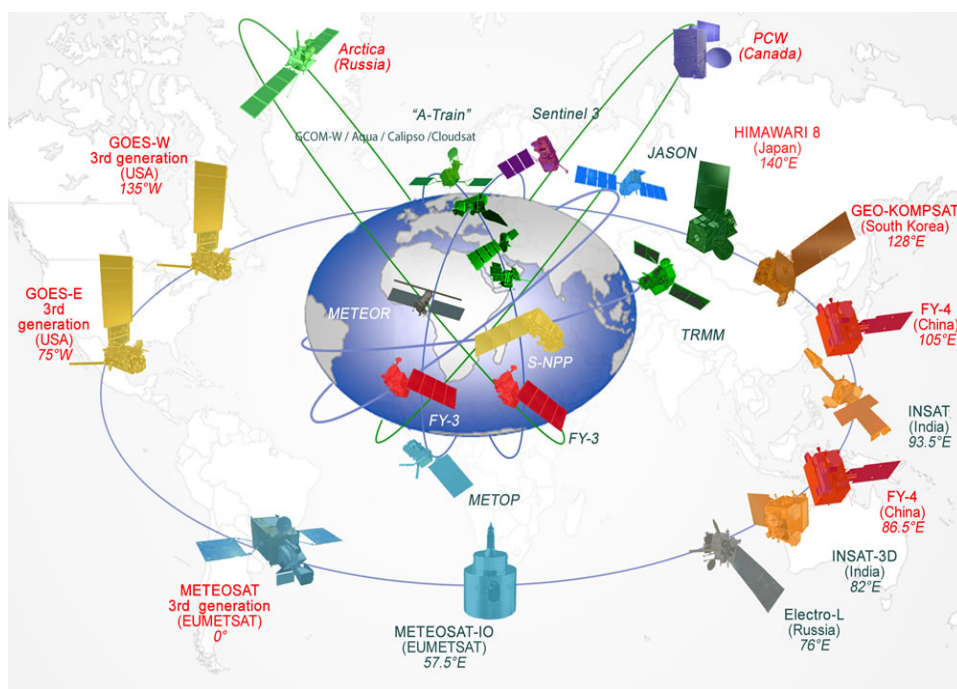 Arctica
(Russia)
PCW
(Canada)
"A-Train"
GCOM-W / Aqua / Calipso /Cloudsat
Sentinel 3
JASON
HIMAWARI 8
(Japan)
140°E
GOES-W
3rd generation
(USA)
135°W
GEO-KOMPSAT
(South Korea)
128°E
GOES-E
3rd
generation
(USA)
75°W
METEOR
TRMM
FY-4
(China)
105°E
S-NPP
FY-3
FY-3
INSAT
(India)
93.5°E
METOP
FY-4
(China)
86.5°E
INSAT-3D
(India)
82°E
METEOSAT
3rd generation
(EUMETSAT)
0°
METEOSAT-IO
(EUMETSAT)
57.5°E
Electro-L
(Russia)
76°E